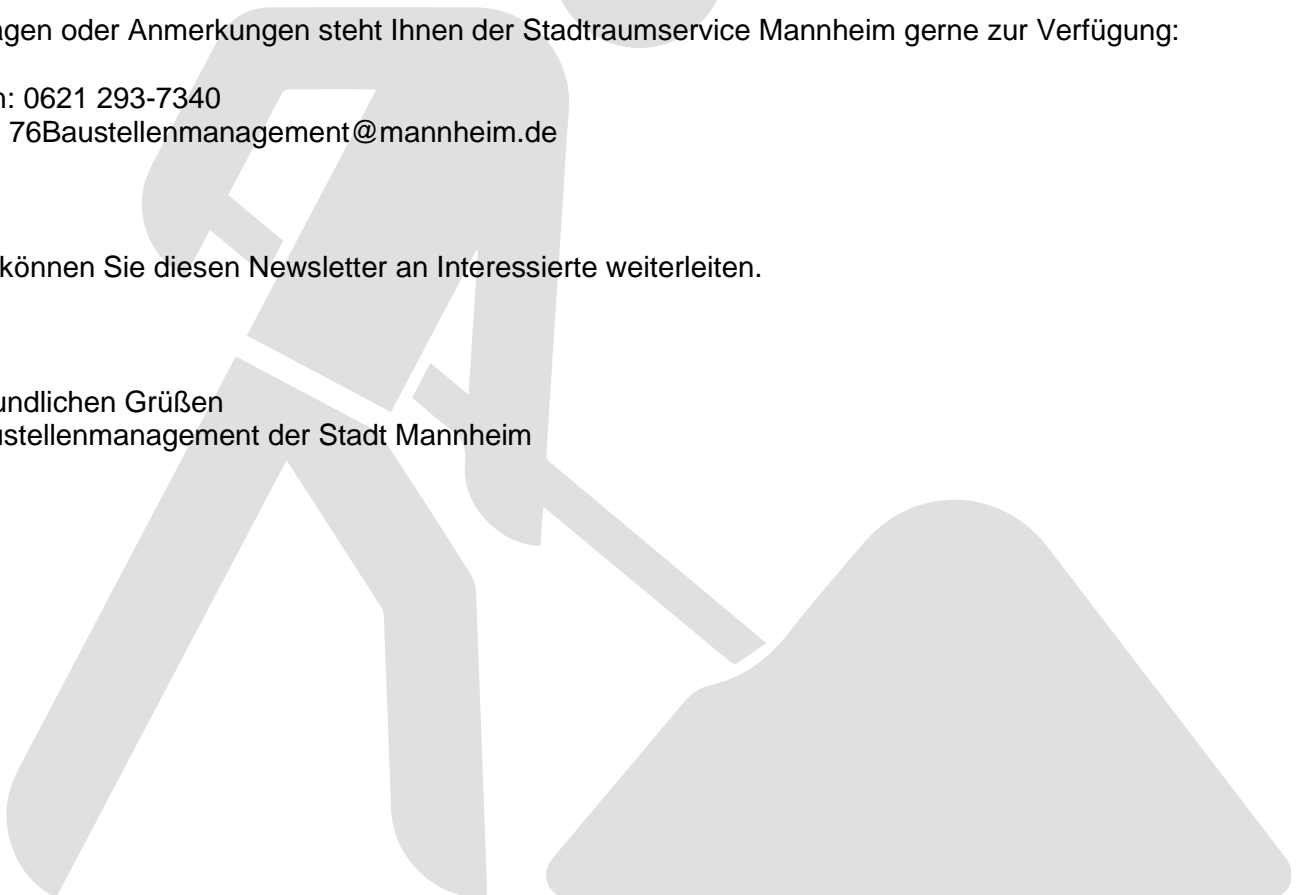 agen oder Anmerkungen steht Ihnen der Stadtraumservice Mannheim gerne zur Verfügung:
n: 0621 293-7340
76Baustellenmanagement@mannheim.de
können Sie diesen Newsletter an Interessierte weiterleiten.
undlichen Grüßen
ustellenmanagement der Stadt Mannheim